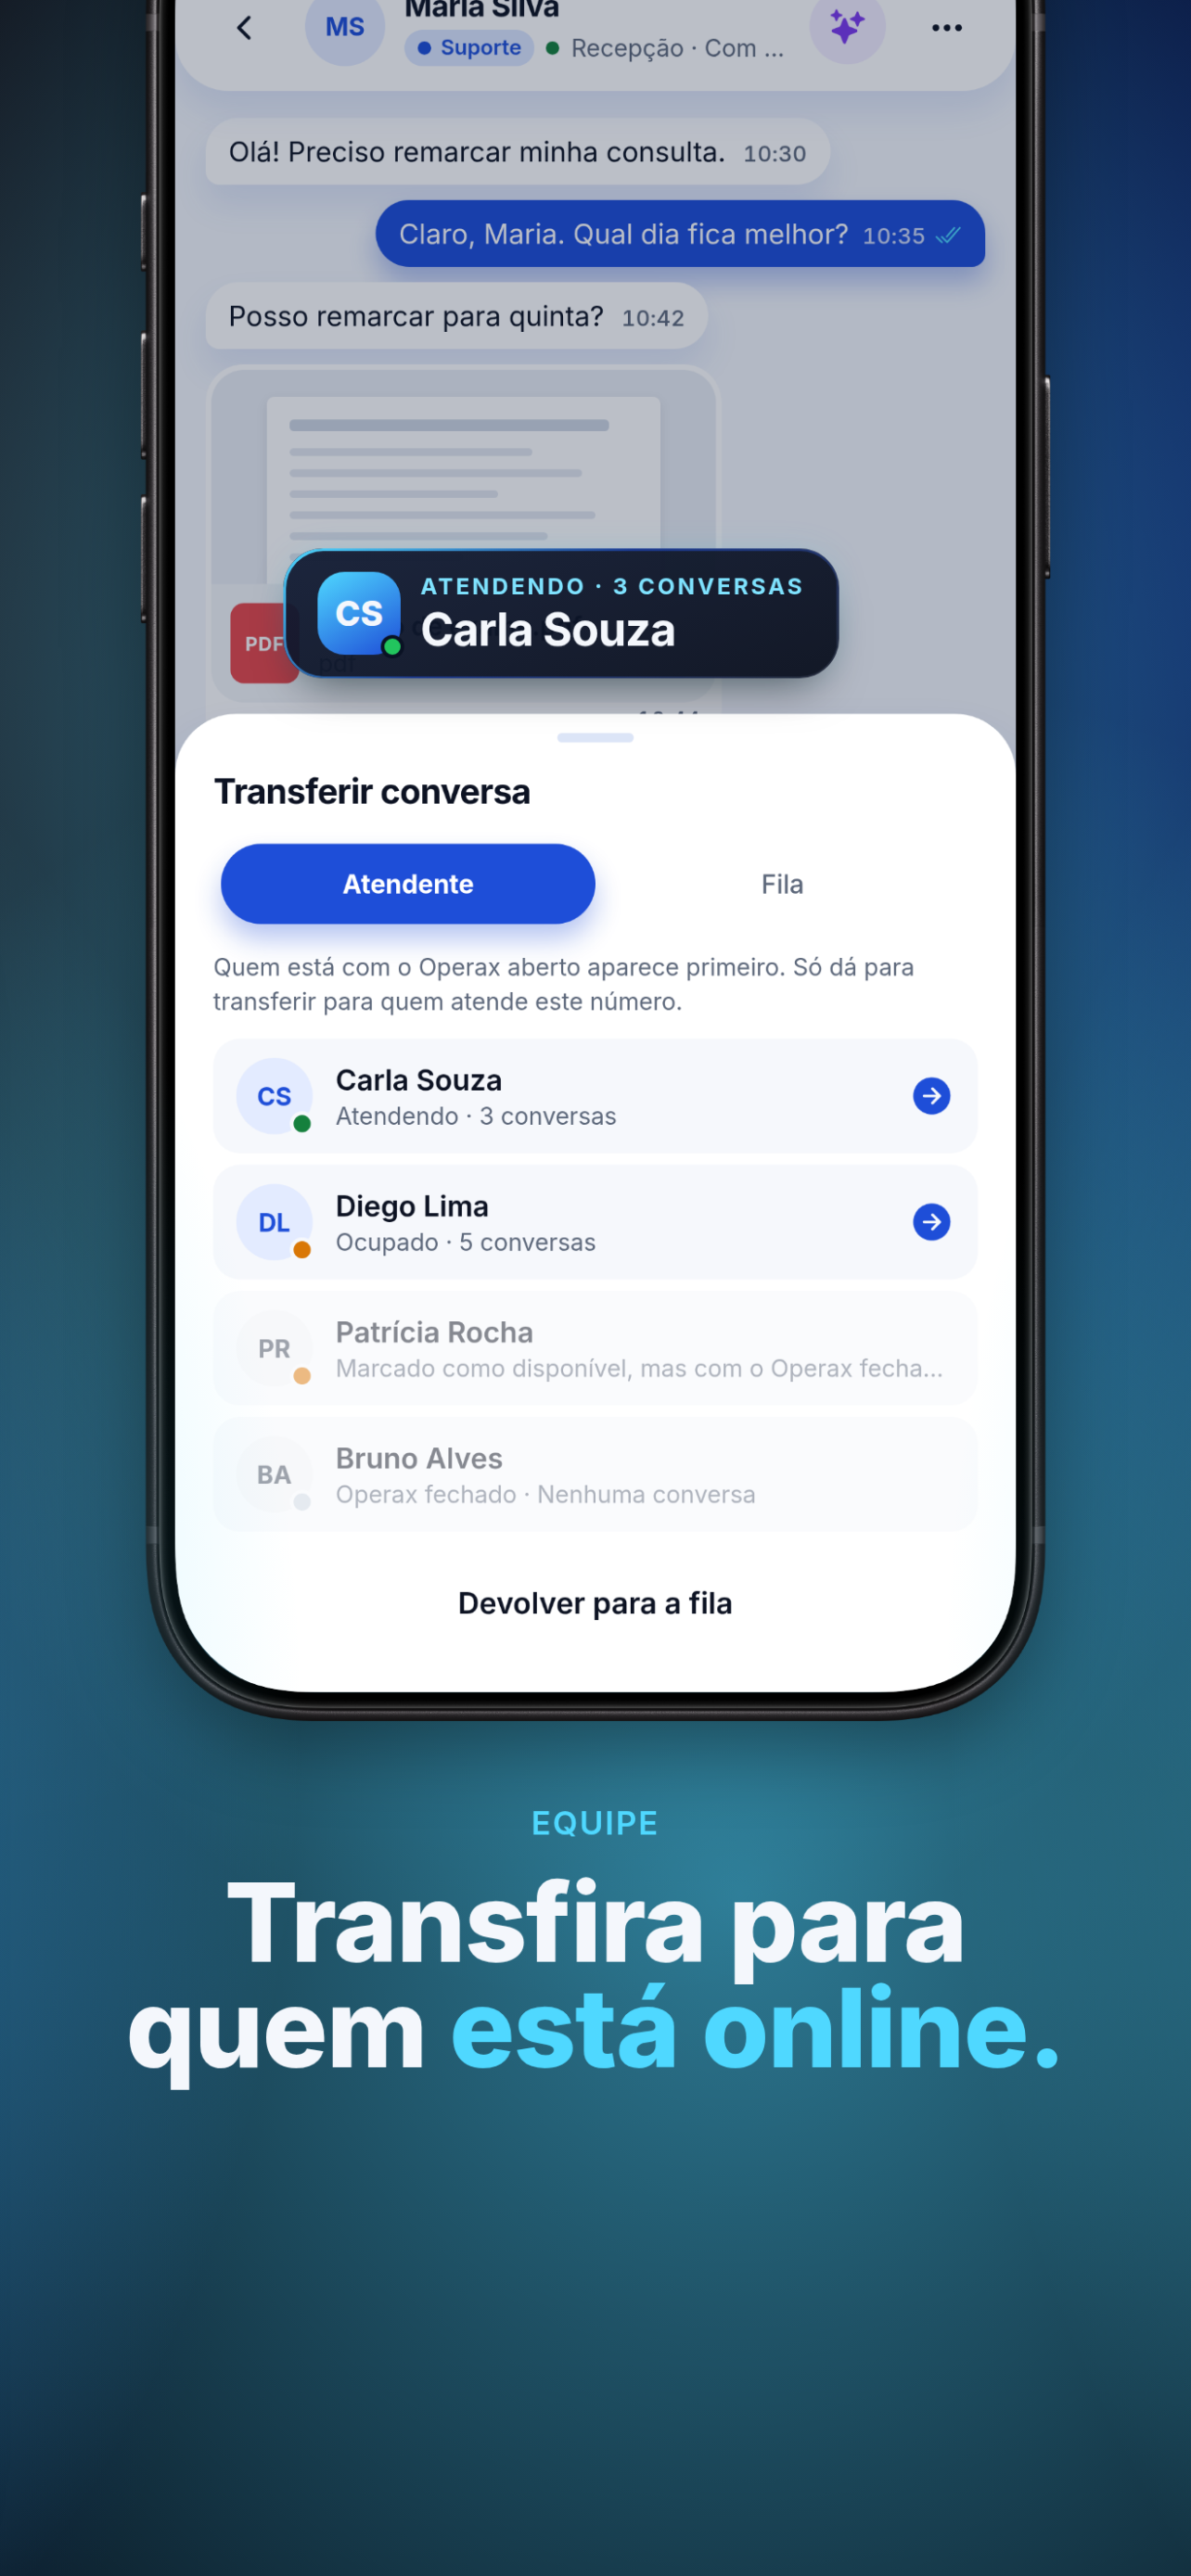 MS
Maria Silva
Suporte
Recepção · Com ...
Olá! Preciso remarcar minha consulta. 10:30
Claro, Maria. Qual dia fica melhor? 10:35
Posso remarcar para quinta? 10:42
PDF
pdf
CS
ATENDENDO · 3 CONVERSAS
Carla Souza
Transferir conversa
Atendente
Fila
Quem está com o Operax aberto aparece primeiro. Só dá para
transferir para quem atende este número.
CS
Carla Souza
Atendendo · 3 conversas
DL
Diego Lima
Ocupado · 5 conversas
PR
Patrícia Rocha
Marcado como disponível, mas com o Operax fecha...
BA
Bruno Alves
Operax fechado · Nenhuma conversa
Devolver para a fila
EQUIPE
Transfira para
quem está online.